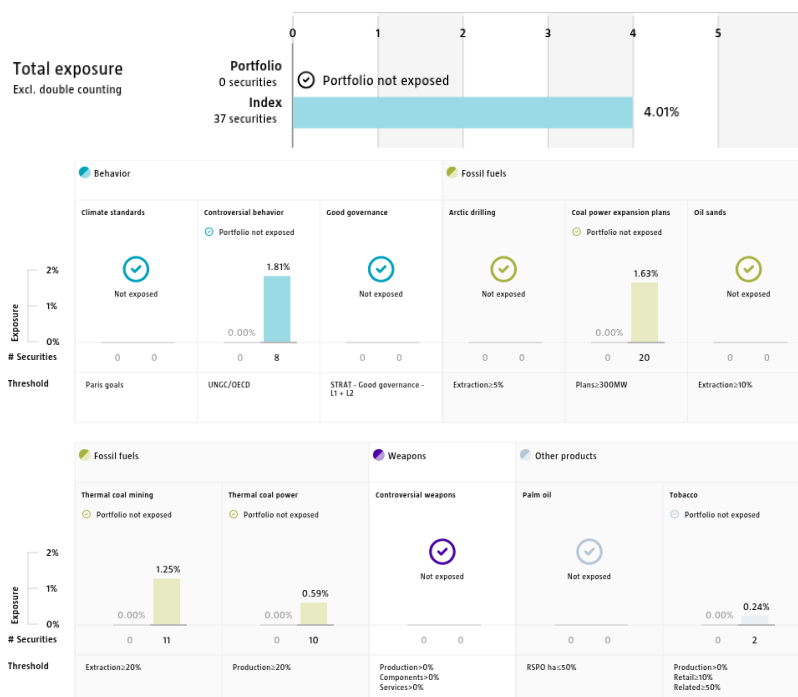 0 1 2 3 4 5
Total exposure
Excl. double counting
Portfolio
0 securities
Portfolio not exposed
Index
37 securities
4.01%
Behavior
Fossil fuels
Climate standards
Controversial behavior
Good governance
Arctic drilling
Coal power expansion plans
Oil sands
Portfolio not exposed
Portfolio not exposed
Not exposed
1.81%
Not exposed
Not exposed
1.63%
Not exposed
Exposure
2%
1%
0%
0.00%
0.00%
# Securities
0 0
0 8
0 0
0 0
0 20
0 0
Threshold
Paris goals
UNGC/OECD
STRAT - Good governance -
L1 + L2
Extraction≥5%
Plans≥300MW
Extraction≥10%
Fossil fuels
Weapons
Other products
Thermal coal mining
Thermal coal power
Controversial weapons
Palm oil
Tobacco
Portfolio not exposed
Portfolio not exposed
Portfolio not exposed
1.25%
0.59%
Not exposed
Not exposed
0.24%
Exposure
2%
1%
0%
0.00%
0.00%
0.00%
# Securities
0 11
0 10
0 0
0 0
0 2
Threshold
Extraction≥20%
Production≥20%
Production>0%
Components>0%
Services>0%
RSPO ha≤50%
Production>0%
Retail≥10%
Related≥50%